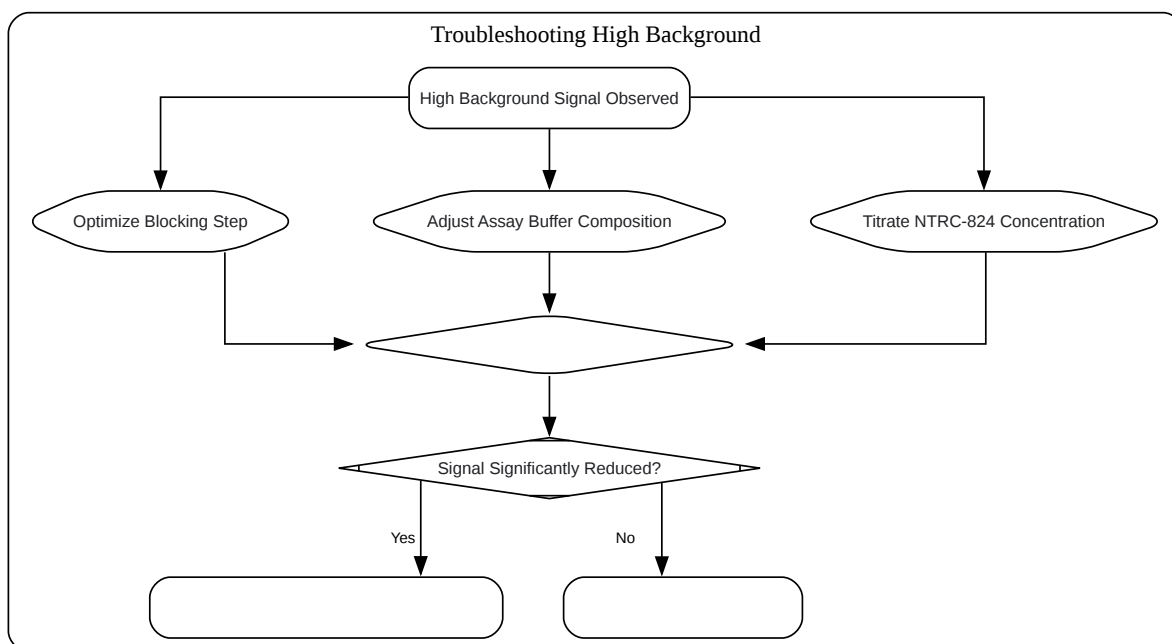 Troubleshooting High Background
High Background Signal Observed
Optimize Blocking Step
Adjust Assay Buffer Composition
Titrate NTRC-824 Concentration
Signal Significantly Reduced?
Yes
No